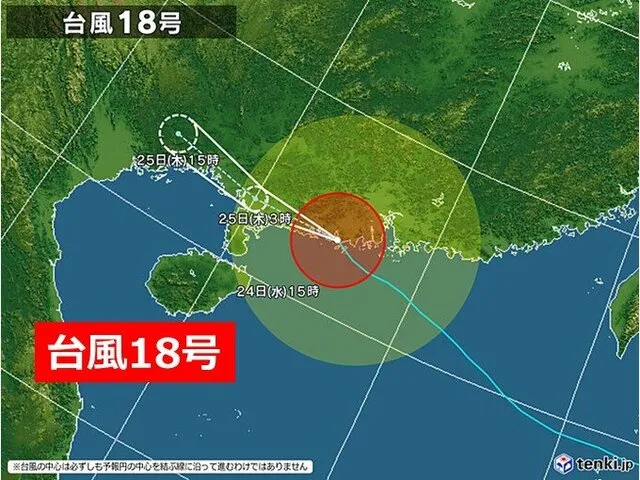 台風18号
25日(木)15時
25日(木)3時
24日(水)15時
台風18号
※台風の中心は必ずしも予報円の中心を結ぶ線に沿って進むわけではありません
tenki.jp